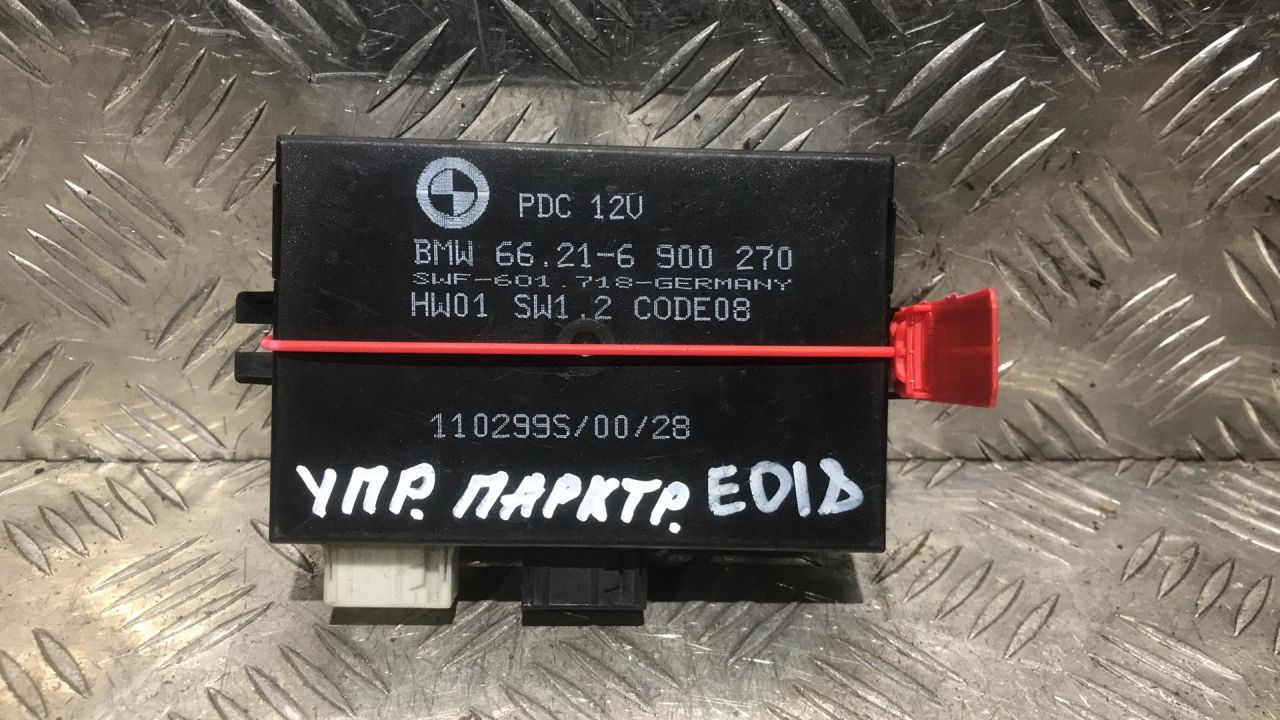 PDC 12V
BMW 66.21-6 900 270
SWF-601.718-GERMANY
HW01 SW1.2 CODE08
110299S/00/28
УПР. ПАРКТР. E01D